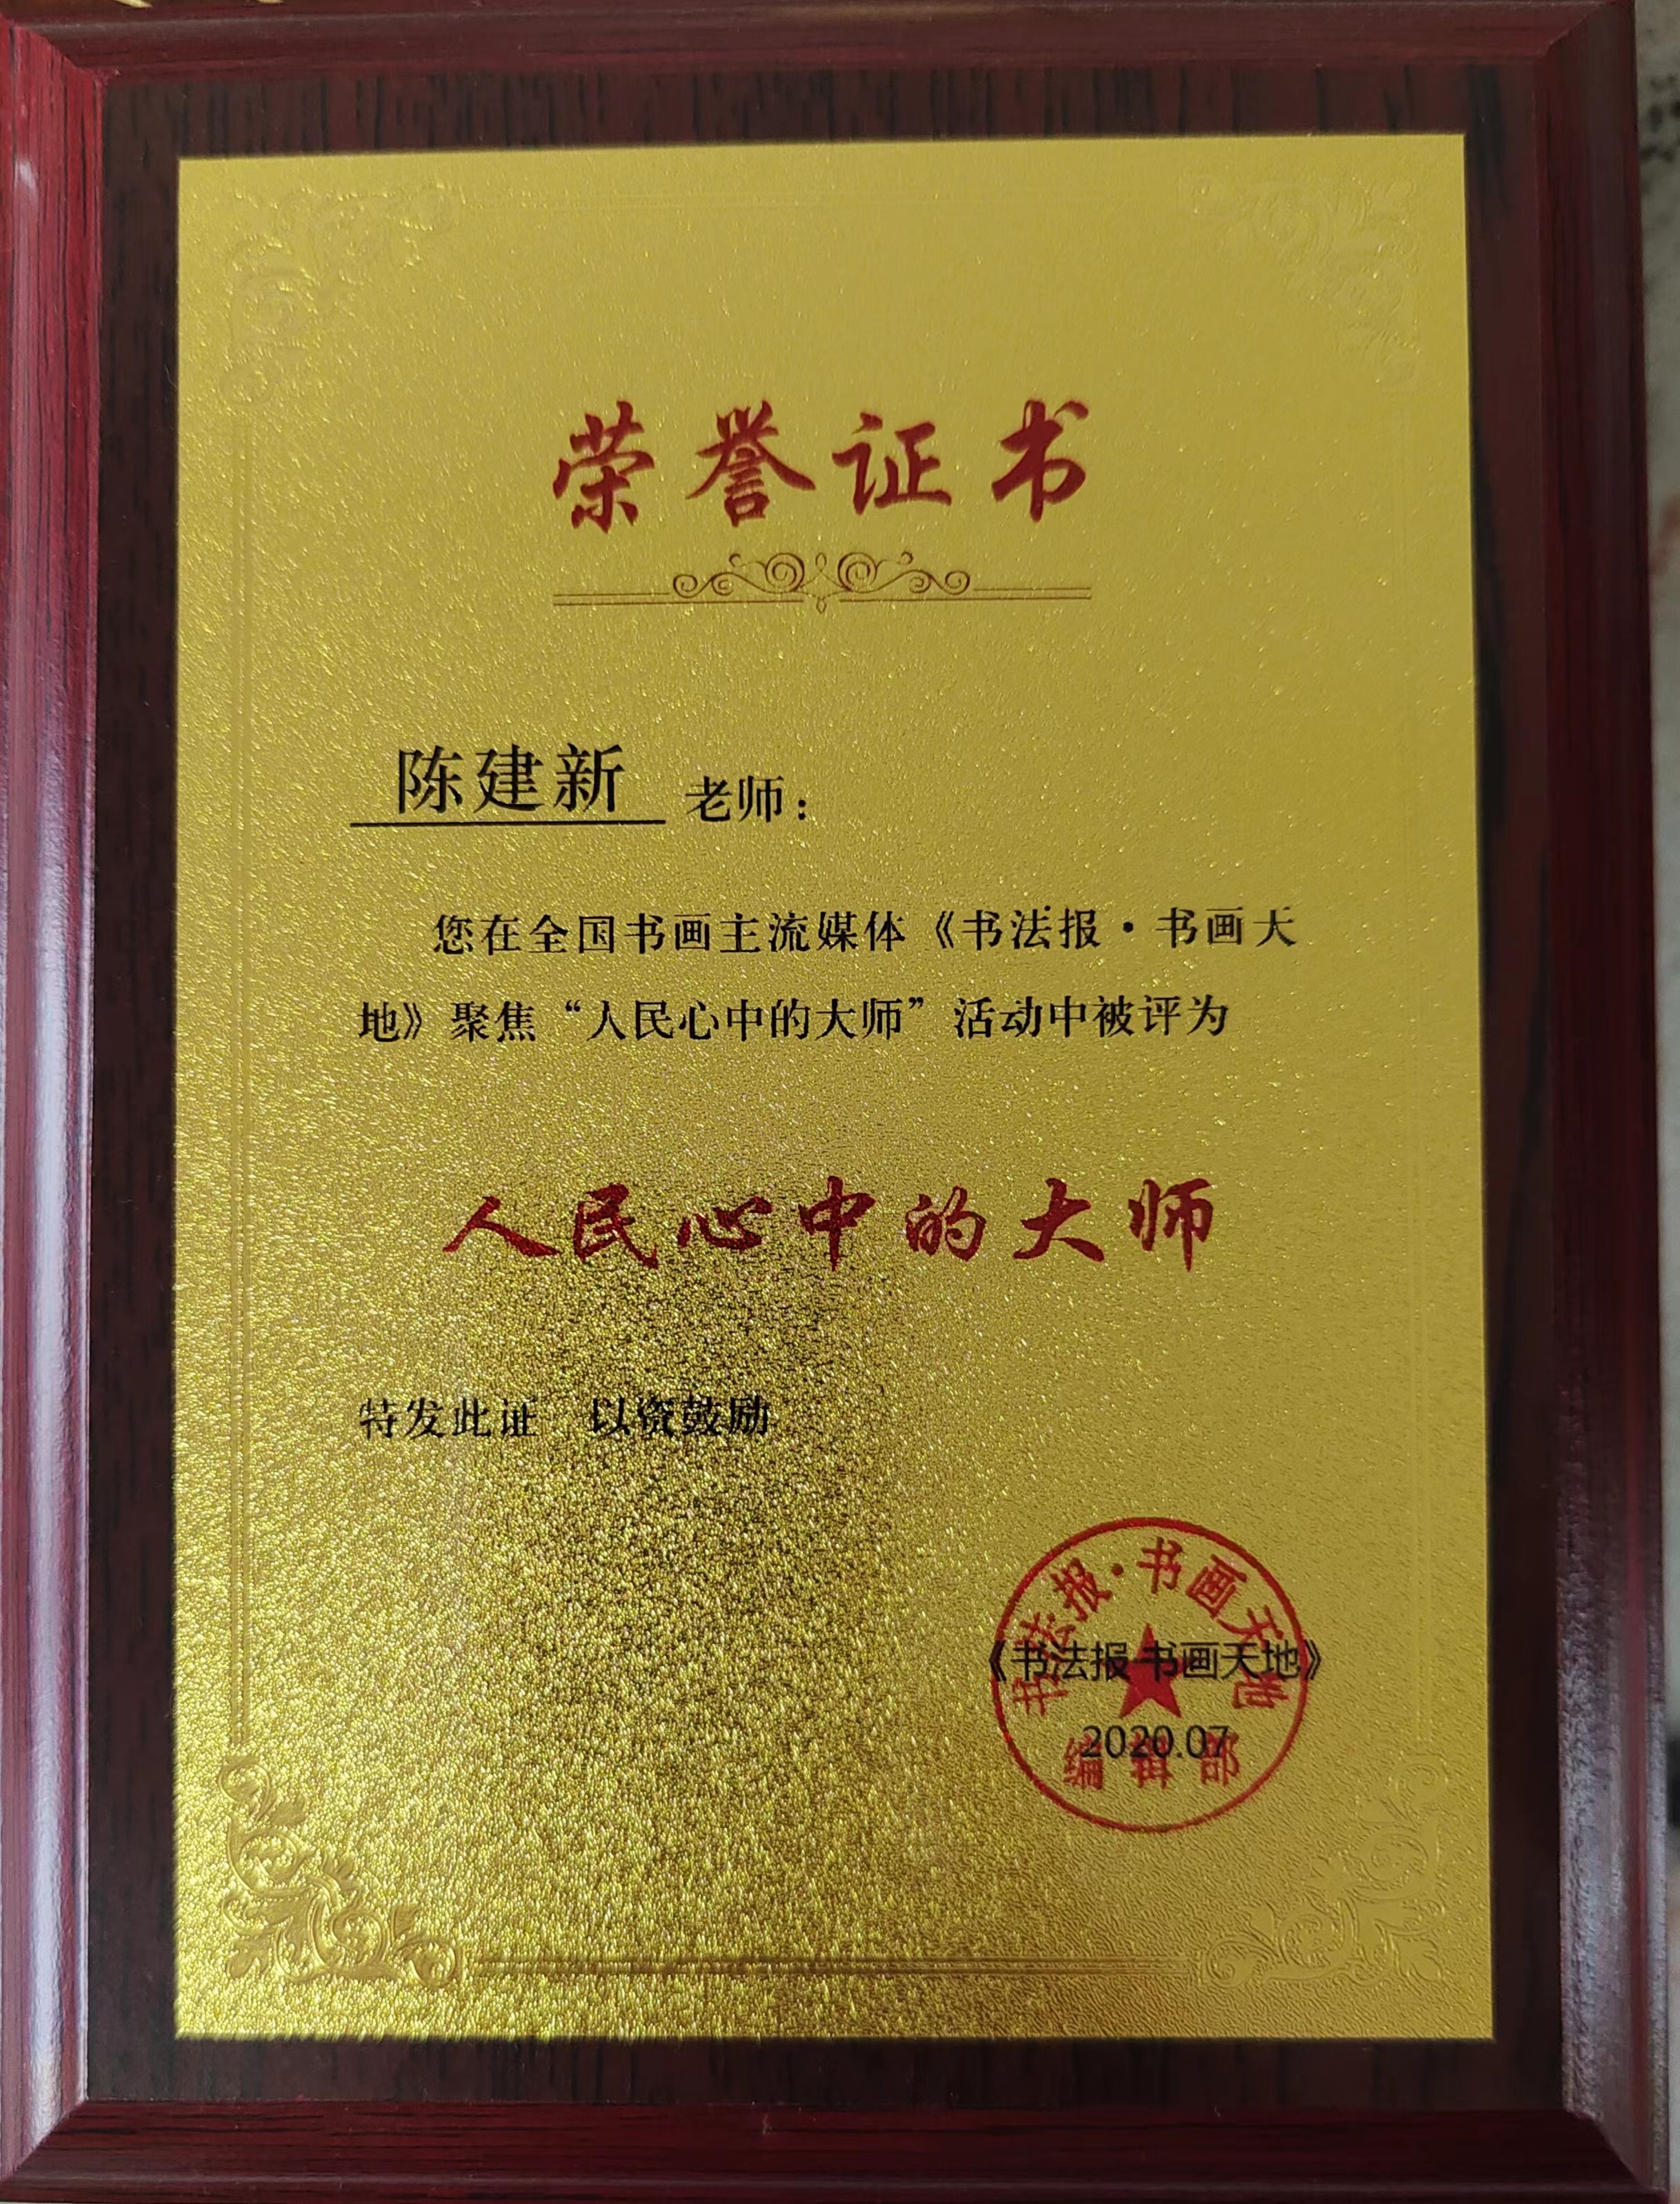 荣誉证书
陈建新 老师：
您在全国书画主流媒体《书法报·书画天
地》聚焦“人民心中的大师”活动中被评为
人民心中的大师
特发此证 以资鼓励
书法报·书画天地
《书法报·书画天地》
2020.07
编辑部